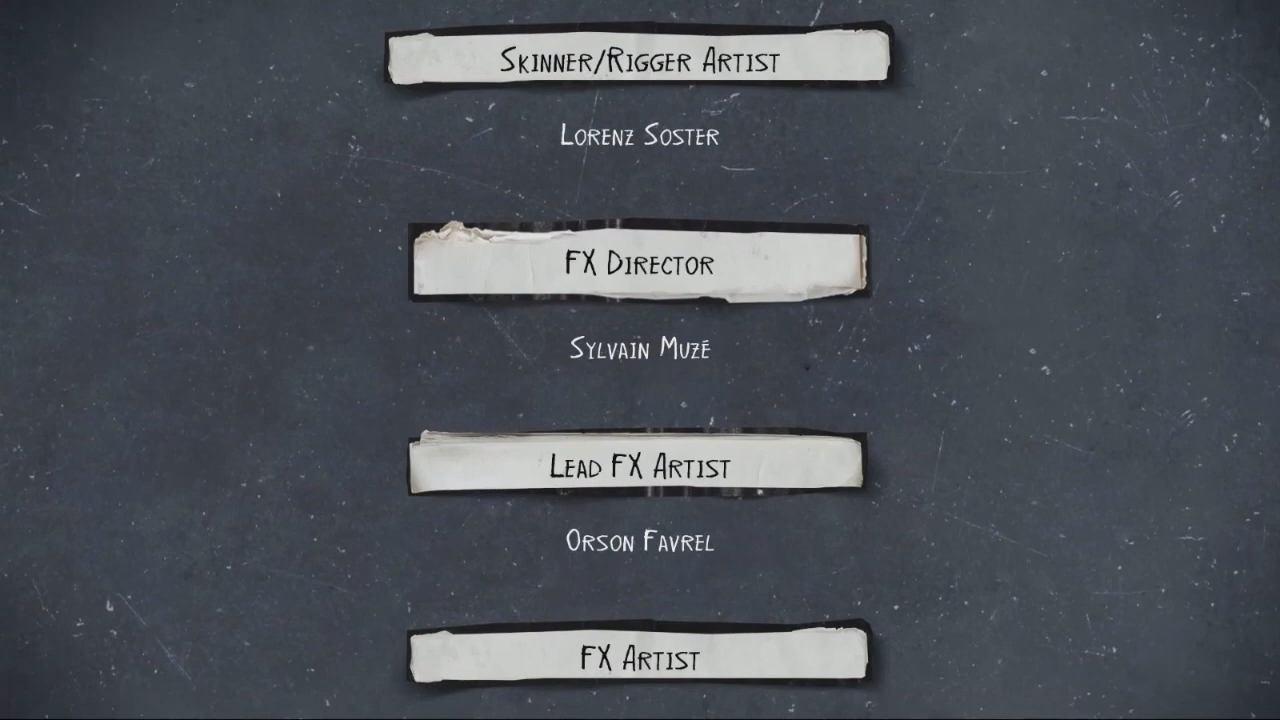 Skinner/Rigger Artist
Lorenz Soster
FX Director
Sylvain Muzé
Lead FX Artist
Orson Favrel
FX Artist